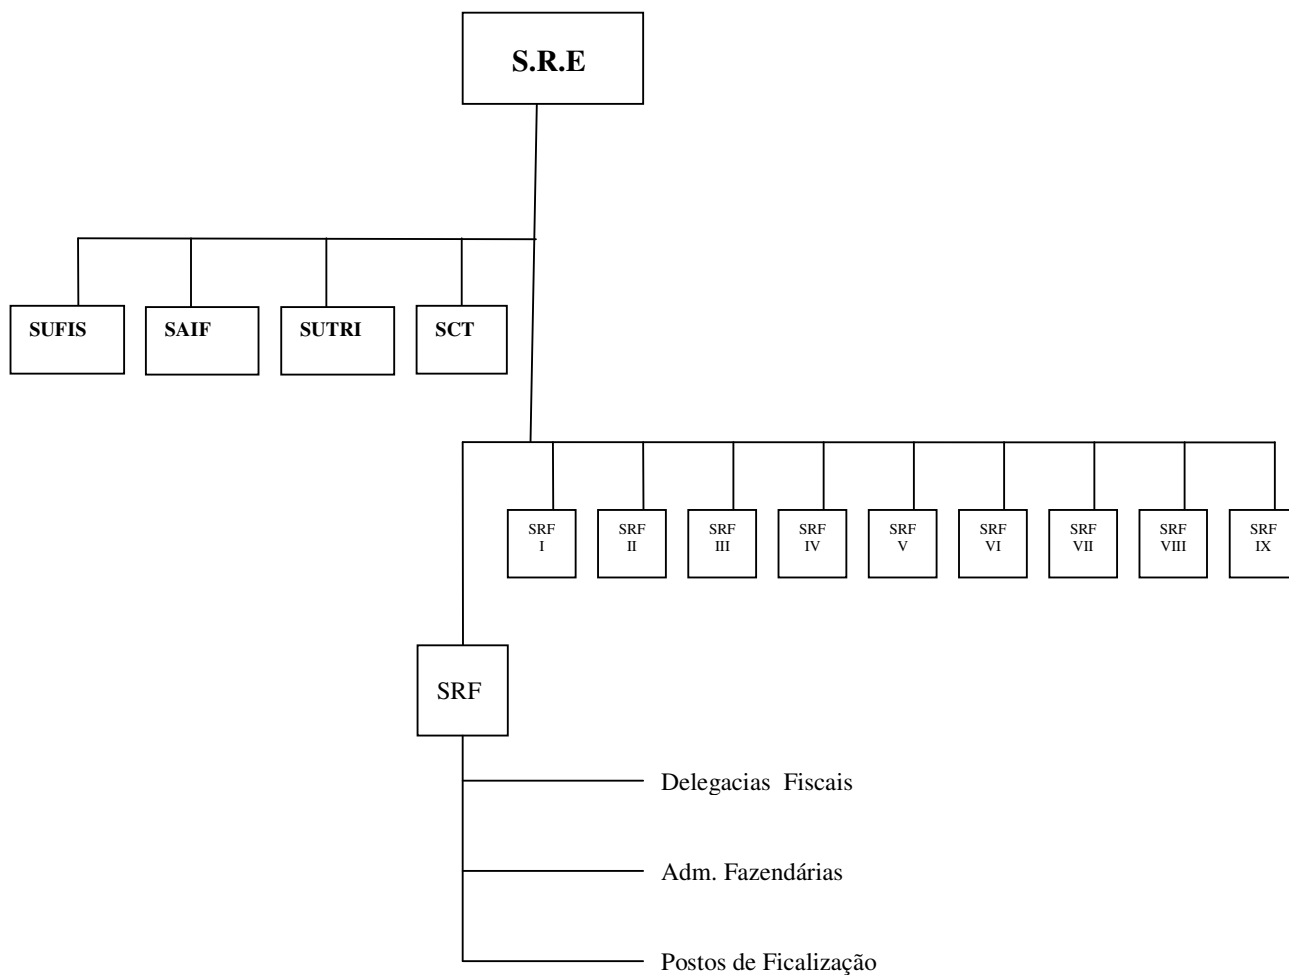 S.R.E
SUFIS
SAIF
SUTRI
SCT
SRF
I
SRF
II
SRF
III
SRF
IV
SRF
V
SRF
VI
SRF
VII
SRF
VIII
SRF
IX
SRF
Delegacias Fiscais
Adm. Fazendárias
Postos de Ficalização